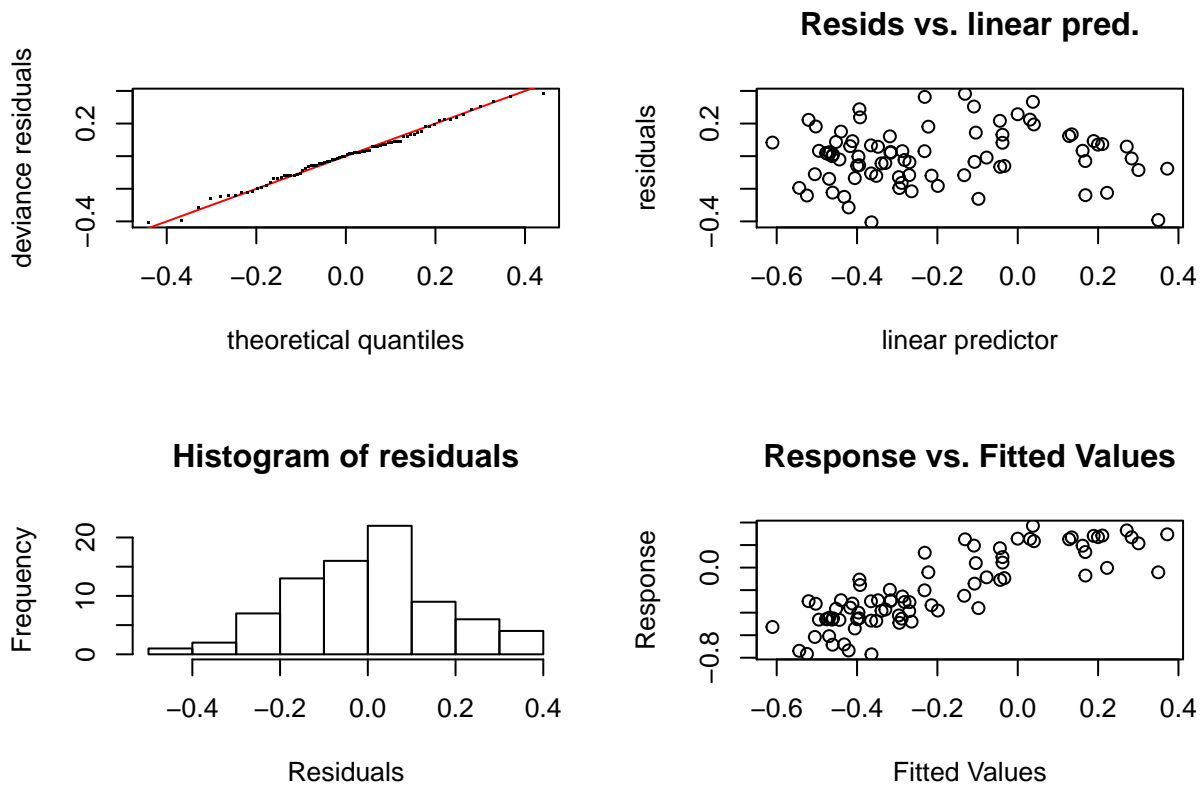 deviance residuals
0.2
−0.4
−0.4
−0.2
0.0
0.2
0.4
theoretical quantiles
Resids vs. linear pred.
residuals
0.2
−0.4
−0.6
−0.4
−0.2
0.0
0.2
0.4
linear predictor
Histogram of residuals
Frequency
20
10
0
−0.4
−0.2
0.0
0.2
0.4
Residuals
Response vs. Fitted Values
Response
0.0
−0.8
−0.6
−0.4
−0.2
0.0
0.2
0.4
Fitted Values